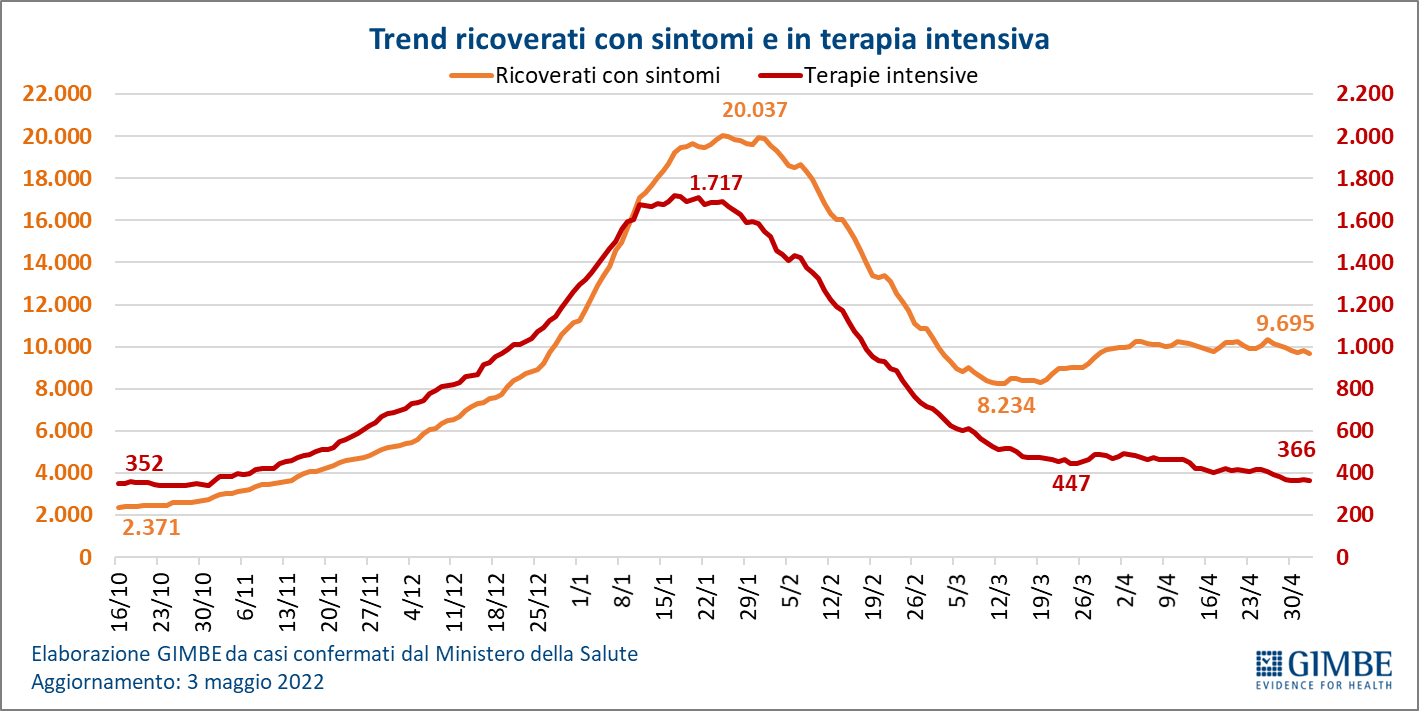 Trend ricoverati con sintomi e in terapia intensiva
Ricoverati con sintomi Terapie intensive
22.000 2.200
20.037
20.000 2.000
18.000 1.717 1.800
16.000 1.600
14.000 1.400
12.000 1.200
9.695
10.000 1.000
8.000 8.234 800
6.000 600
352 366
4.000 447 400
2.000 2.371 200
0 0
16/10 23/10 30/10 6/11 13/11 20/11 27/11 4/12 11/12 18/12 25/12 1/1 8/1 15/1 22/1 29/1 5/2 12/2 19/2 26/2 5/3 12/3 19/3 26/3 2/4 9/4 16/4 23/4 30/4
Elaborazione GIMBE da casi confermati dal Ministero della Salute
Aggiornamento: 3 maggio 2022
GIMBE
EVIDENCE FOR HEALTH